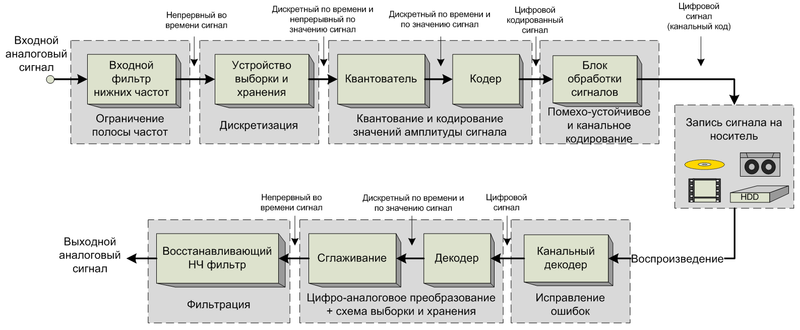 Непрервный во
времени сигнал
Дискретный по времени и
непрерывный по
значению сигнал
Дискретный по времени и
по значению сигнал
Цифровой
кодированный
сигнал
Цифровой
сигнал
(канальный код)
Входной
аналоговый
сигнал
Входной
фильтр
нижних частот
Устройство
выборки и
хранения
Квантователь
Кодер
Блок
обработки
сигналов
Ограничение
полосы частот
Дискретизация
Квантование и кодирование
значений амплитуды сигнала
Помехо-устойчивое
и канальное
кодирование
Запись сигнала на
носитель
HDD
Непрервный во
времени сигнал
Дискретный по времени и
по значению сигнал
Цифровой
сигнал
Выходной
аналоговый
сигнал
Восстанавливающий
НЧ фильтр
Сглаживание
Декодер
Канальный
декодер
Воспроизведение
Фильтрация
Цифро-аналоговое преобразование
+ схема выборки и хранения
Исправление
ошибок